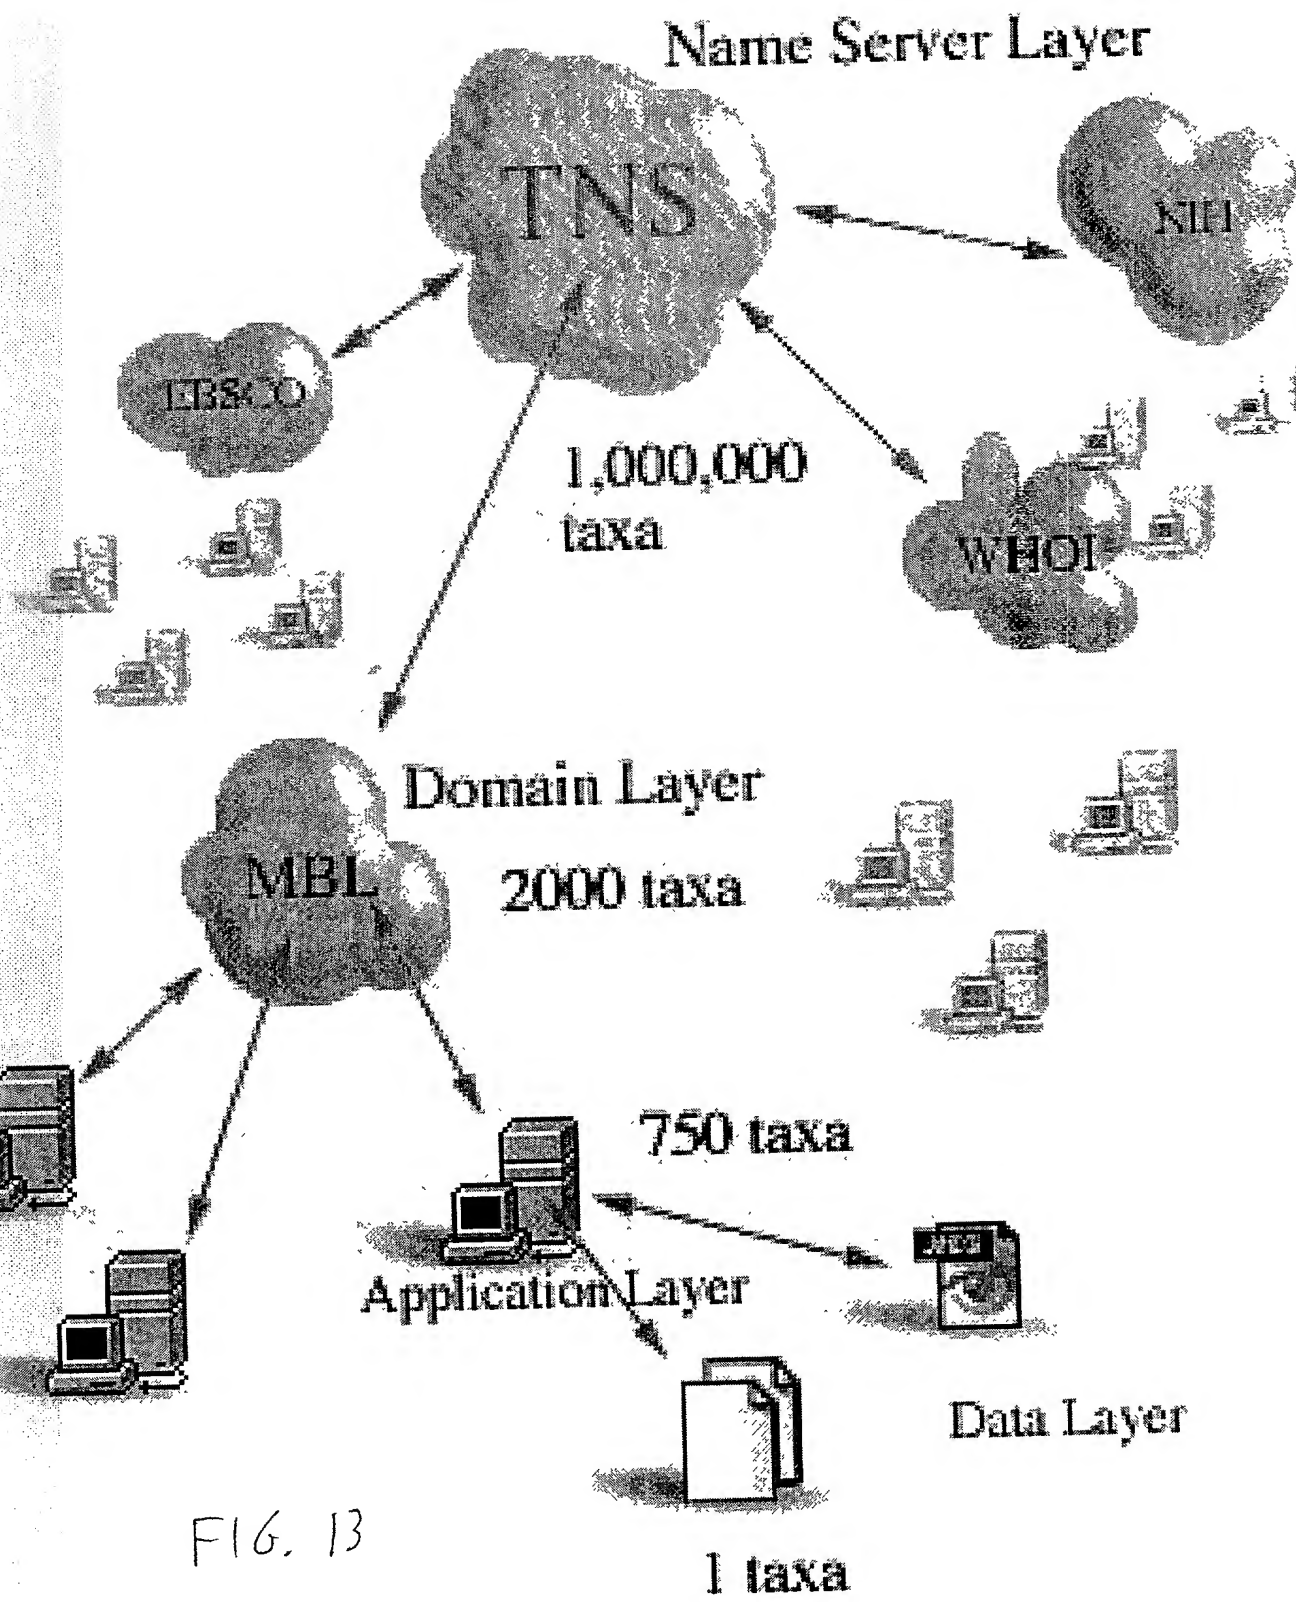 Name Server Layer
TNS
NIH
EBSCO
1,000,000
taxa
WHOI
Domain Layer
MBL
2000 taxa
750 taxa
Application Layer
Data Layer
FIG. 13
1 taxa